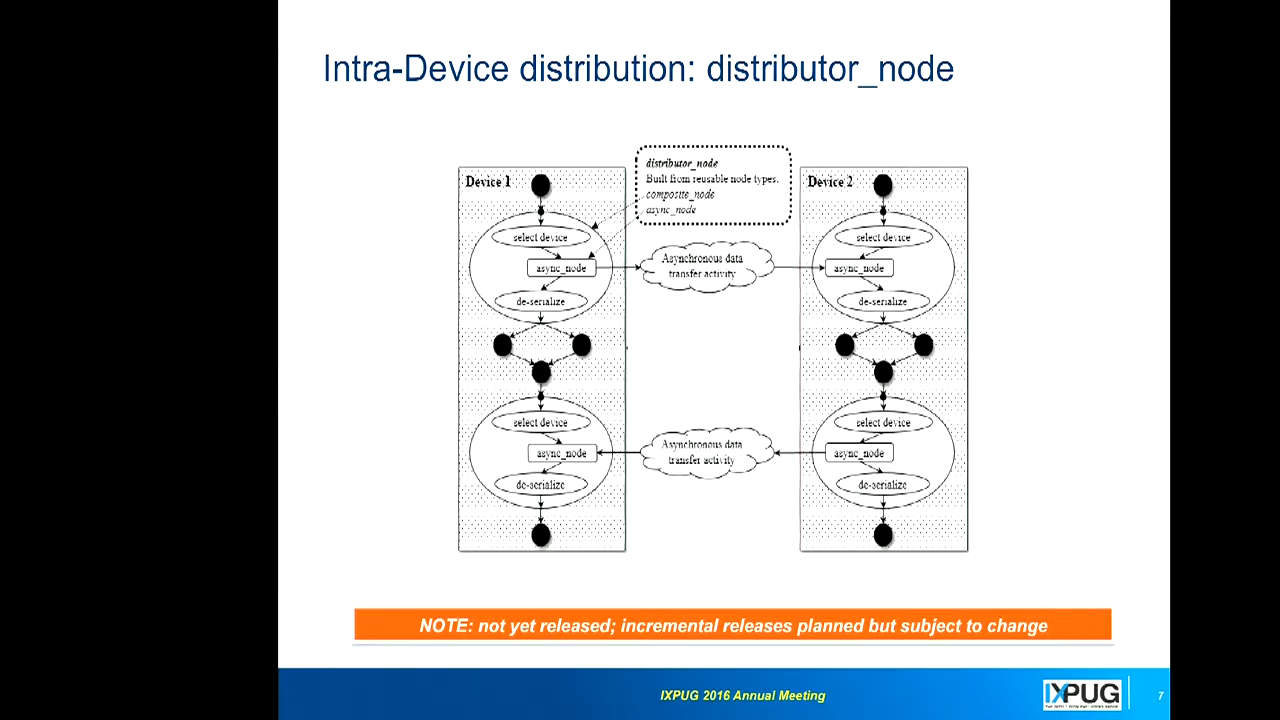 Intra-Device distribution: distributor_node
distributor_node
Built from reusable node types.
composite_node
async_node
Device 1
select device
async_node
de-serialize
Asynchronous data
transfer activity
Device 2
select device
async_node
de-serialize
select device
async_node
de-serialize
Asynchronous data
transfer activity
select device
async_node
de-serialize
NOTE: not yet released; incremental releases planned but subject to change
IXPUG 2016 Annual Meeting
IXPUG
7